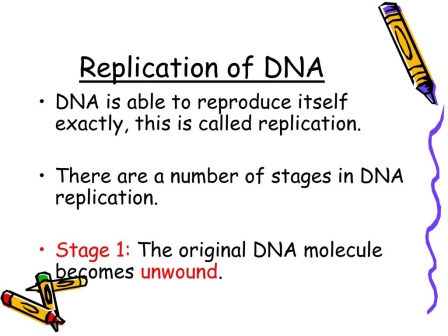 Replication of DNA
• DNA is able to reproduce itself
exactly, this is called replication.
• There are a number of stages in DNA
replication.
• Stage 1: The original DNA molecule
becomes unwound.